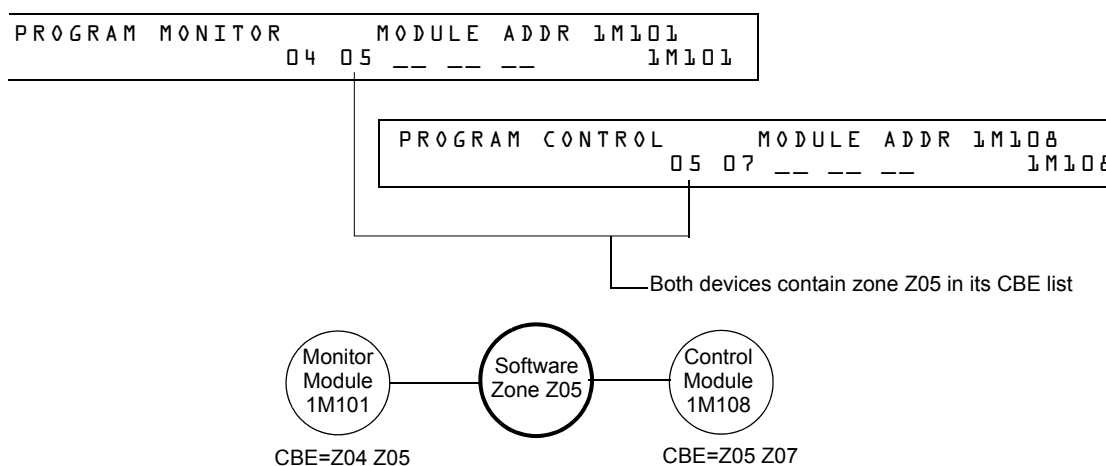 PROGRAM MONITOR MODULE ADDR 1M101
04 05 __ __ __ 1M101
PROGRAM CONTROL MODULE ADDR 1M108
05 07 __ __ __ 1M108
Both devices contain zone Z05 in its CBE list
Monitor
Module
1M101
Software
Zone Z05
Control
Module
1M108
CBE=Z04 Z05
CBE=Z05 Z07